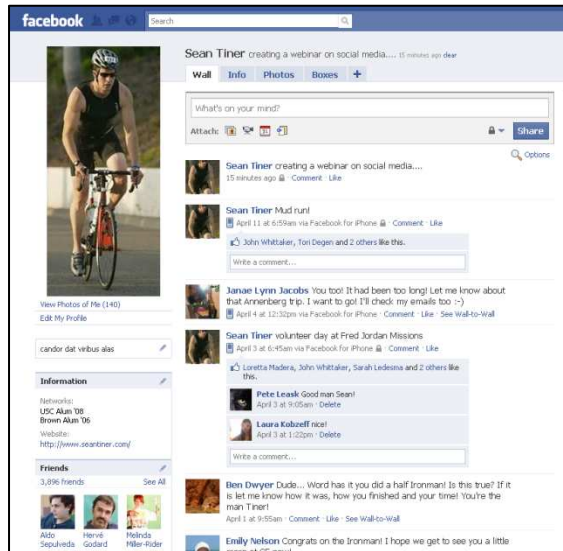 facebook
Search
Sean Tiner creating a webinar on social media.... 15 minutes ago clear
Wall Info Photos Boxes +
What's on your mind?
Attach:
Share
Options
Sean Tiner creating a webinar on social media....
15 minutes ago · Comment · Like
Sean Tiner Mud run!
April 11 at 6:59am via Facebook for iPhone · Comment · Like
John Whittaker, Tori Degen and 2 others like this.
Write a comment...
Janae Lynn Jacobs You too! It had been too long! Let me know about
that Annenberg trip. I want to go! I'll check my emails too :-)
April 4 at 12:32pm via Facebook for iPhone · Comment · Like · See Wall-to-Wall
Sean Tiner volunteer day at Fred Jordan Missions
April 3 at 6:45am via Facebook for iPhone · Comment · Like
Loretta Madera, John Whittaker, Sarah Ledesma and 2 others like
this.
Pete Leask Good man Sean!
April 3 at 9:05am · Delete
Laura Kobzeff nice!
April 3 at 1:22pm · Delete
Write a comment...
Ben Dwyer Dude... Word has it you did a half Ironman! Is this true? If it
is let me know how it was, how you finished and your time! You're the
man Tiner!
April 1 at 9:55am · Comment · Like · See Wall-to-Wall
Emily Nelson Congrats on the Ironman! I hope we get to see you a little
View Photos of Me (140)
Edit My Profile
candor dat viribus alas
Information
Networks:
USC Alum '08
Brown Alum '06
Website:
http://www.seantiner.com/
Friends
3,896 friends See All
Aldo Sepulveda
Hervé Godard
Melinda Miller-Rider